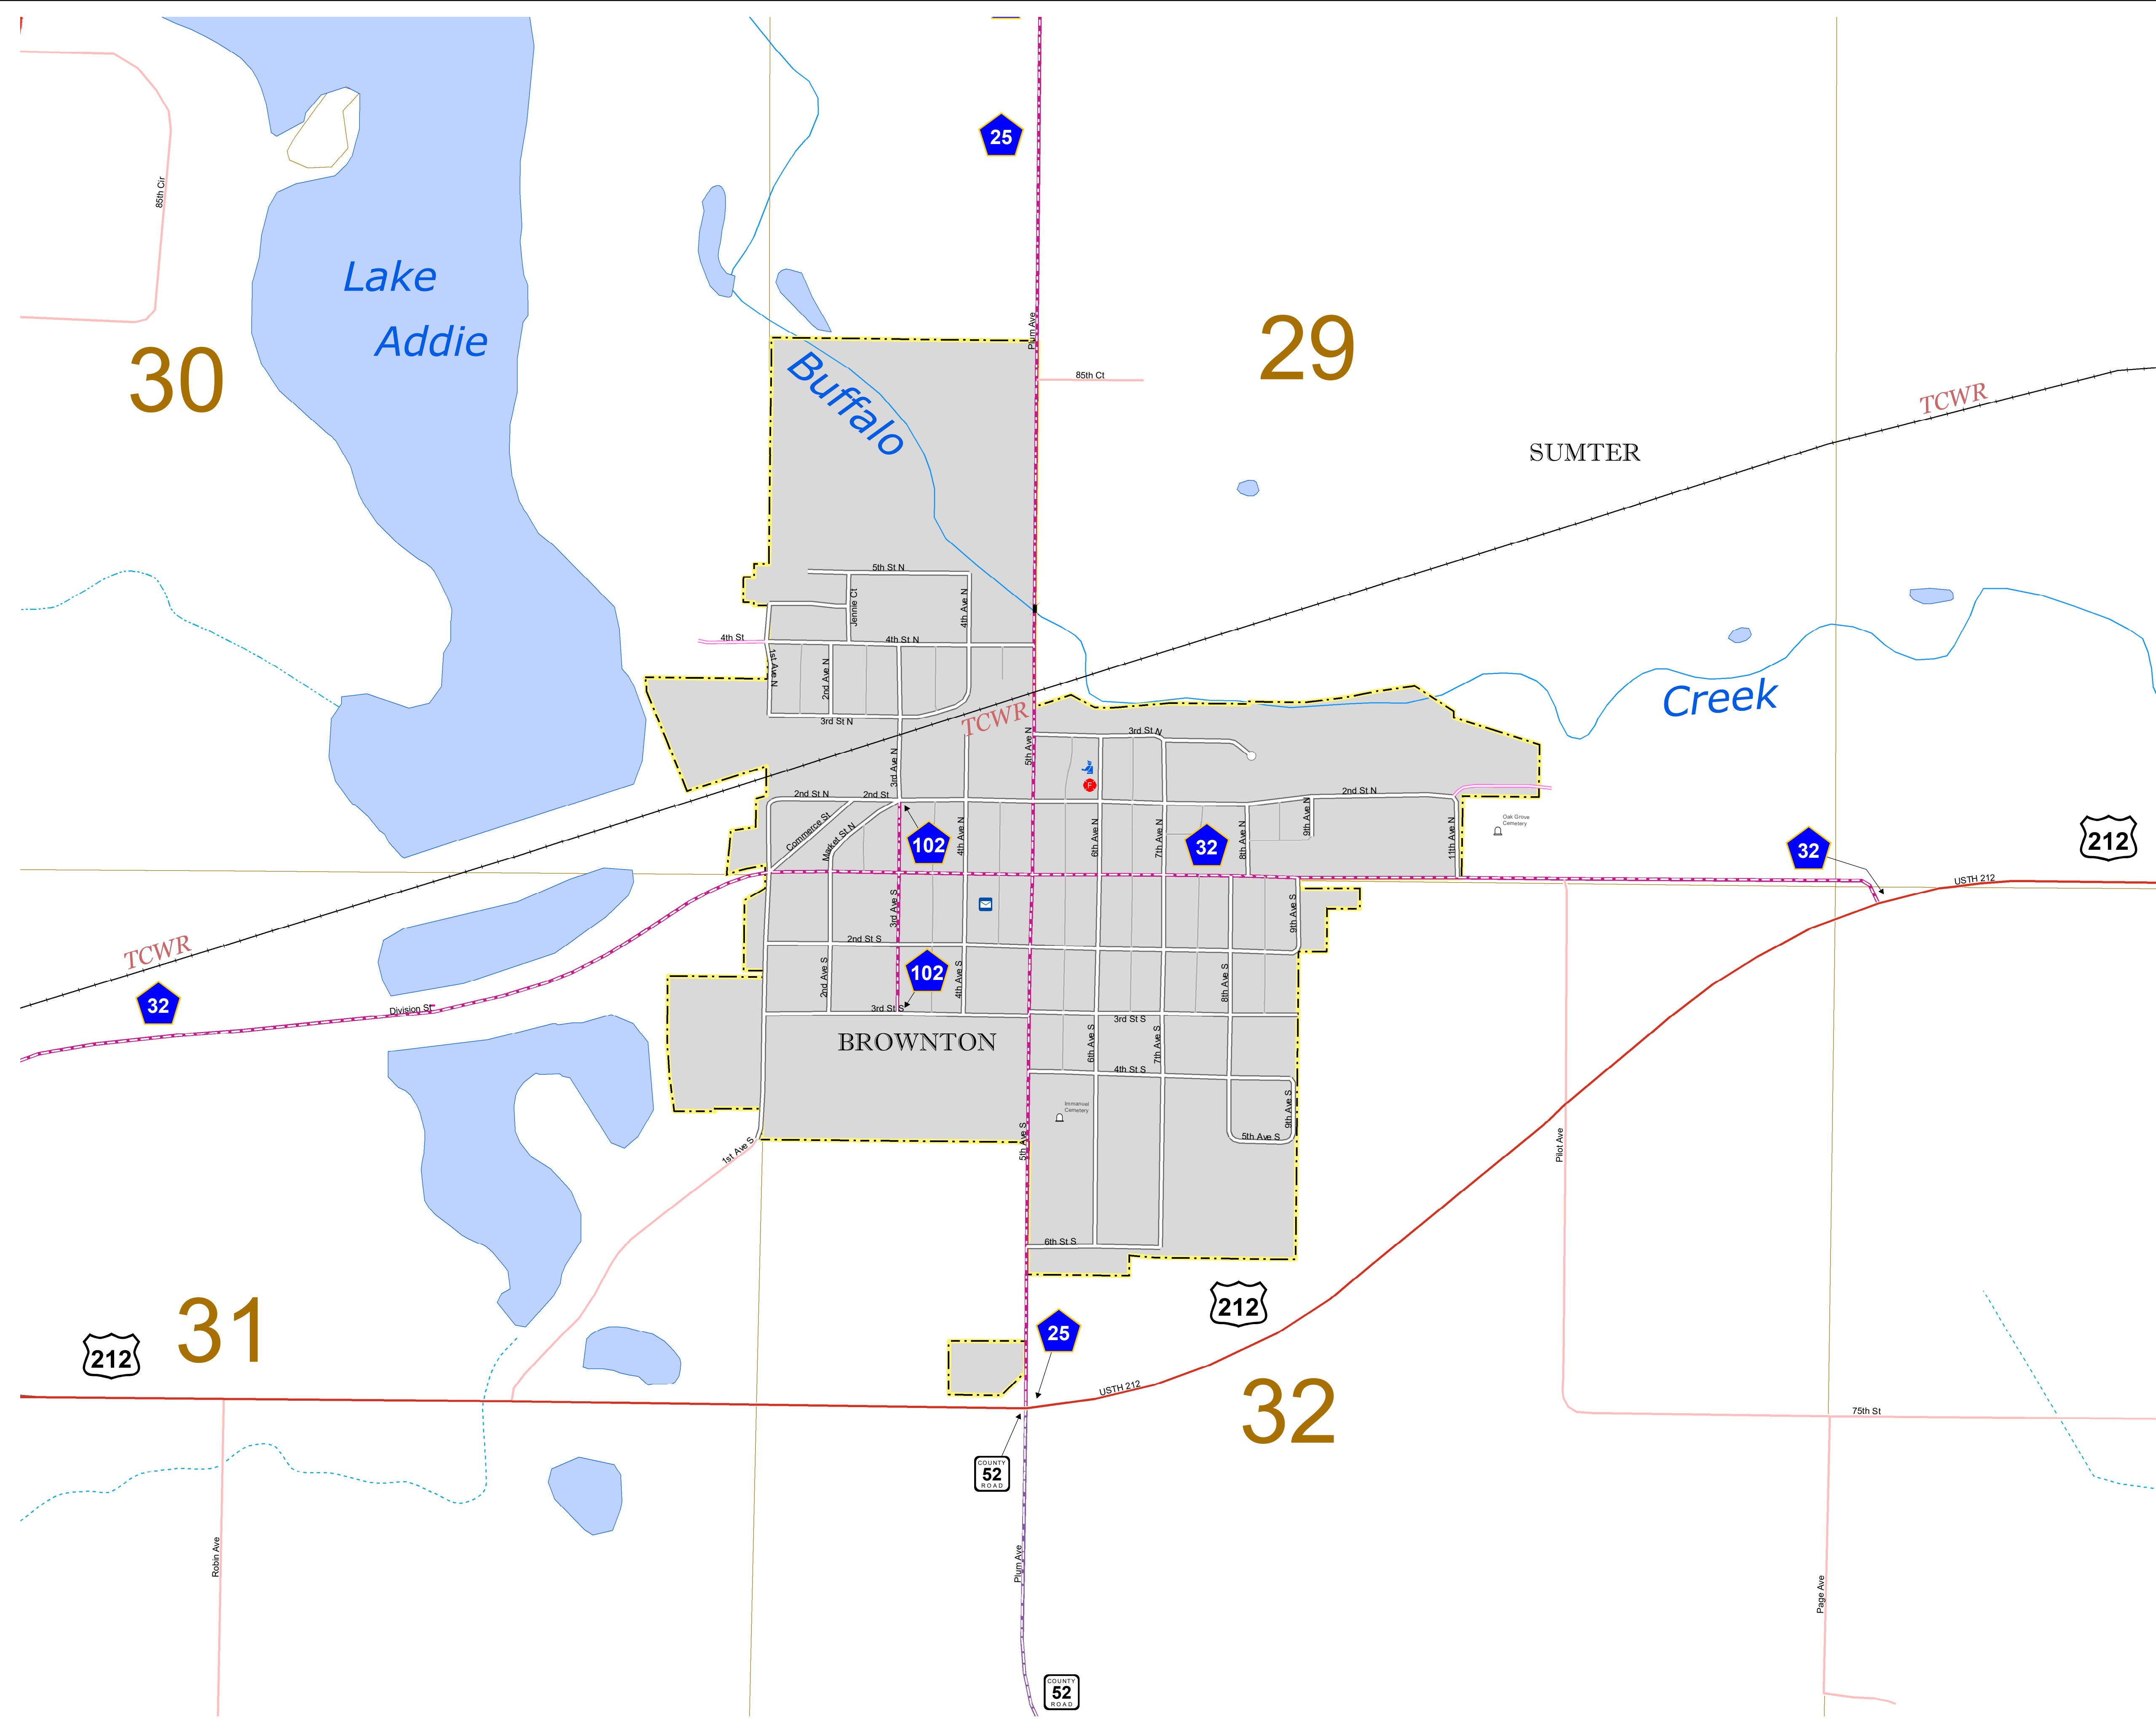 25
85th Cir
Lake
Addie
30
29
Plum Ave
85th Ct
Buffalo
TCWR
SUMTER
5th St N
Jennie Ct
4th Ave N
4th St
4th St N
1st Ave N
2nd Ave N
3rd St N
TCWR
Creek
5th Ave N
3rd St N
3rd Ave N
F
2nd St N
2nd St
2nd St N
Commerce St
Market St N
102
4th Ave N
6th Ave N
7th Ave N
32
8th Ave N
9th Ave N
11th Ave N
Oak Grove
Cemetery
32
212
USTH 212
3rd Ave S
9th Ave S
2nd St S
TCWR
32
Division St
2nd Ave S
102
4th Ave S
8th Ave S
3rd St S
3rd St S
BROWNTON
6th Ave S
7th Ave S
4th St S
Immanuel
Cemetery
9th Ave S
5th Ave S
5th Ave S
1st Ave S
Pilot Ave
6th St S
212
31
212
25
USTH 212
32
75th St
COUNTY
52
ROAD
Robin Ave
Plum Ave
Page Ave
COUNTY
52
ROAD